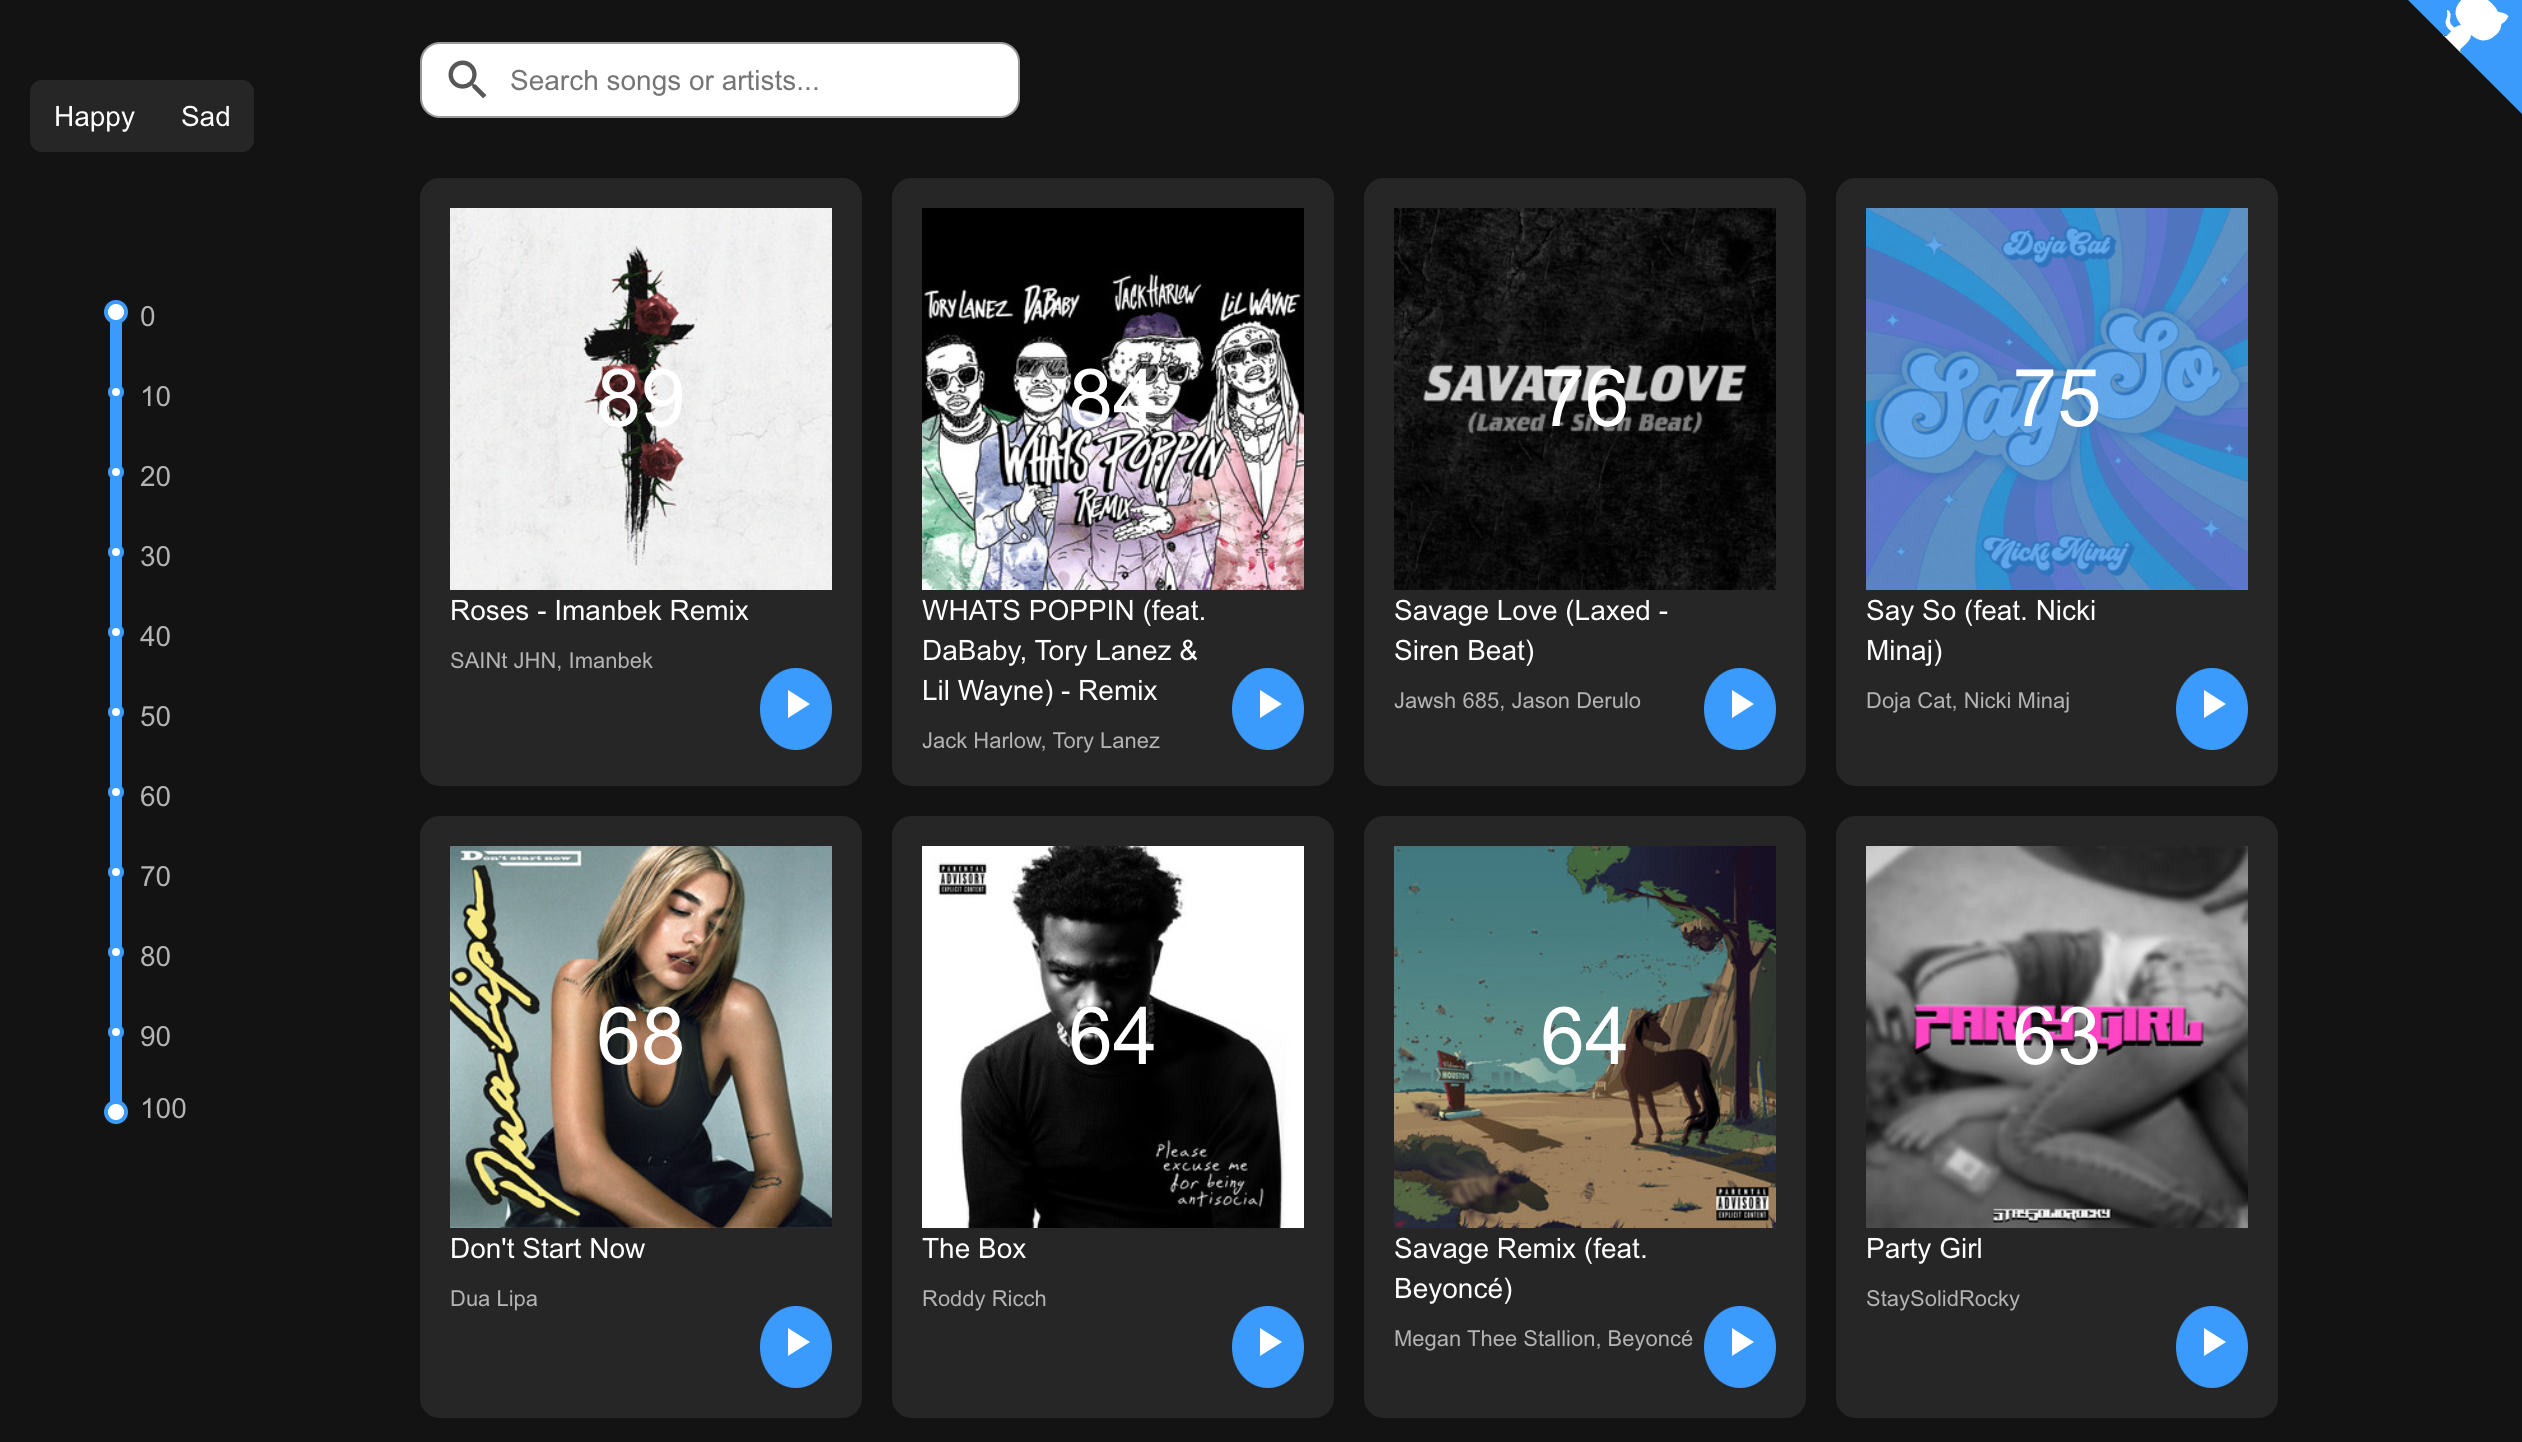 Search songs or artists...
Happy Sad
0
10
20
30
40
50
60
70
80
90
100
89
Roses - Imanbek Remix
SAINt JHN, Imanbek
TORY LANEZ DABABY JACK HARLOW LIL WAYNE
84
WHATS POPPIN
REMIX
WHATS POPPIN (feat.
DaBaby, Tory Lanez &
Lil Wayne) - Remix
Jack Harlow, Tory Lanez
SAVAGE LOVE
(Laxed - Siren Beat)
76
Savage Love (Laxed -
Siren Beat)
Jawsh 685, Jason Derulo
Doja Cat
Say So
75
Nicki Minaj
Say So (feat. Nicki
Minaj)
Doja Cat, Nicki Minaj
Don't start now
Dua Lipa
68
Don't Start Now
Dua Lipa
PARENTAL
ADVISORY
EXPLICIT CONTENT
64
Please
excuse me
for being
antisocial
The Box
Roddy Ricch
64
HOUSTON
PARENTAL
ADVISORY
EXPLICIT CONTENT
Savage Remix (feat.
Beyoncé)
Megan Thee Stallion, Beyoncé
PARTY GIRL
63
STAYSOLIDROCKY
Party Girl
StaySolidRocky